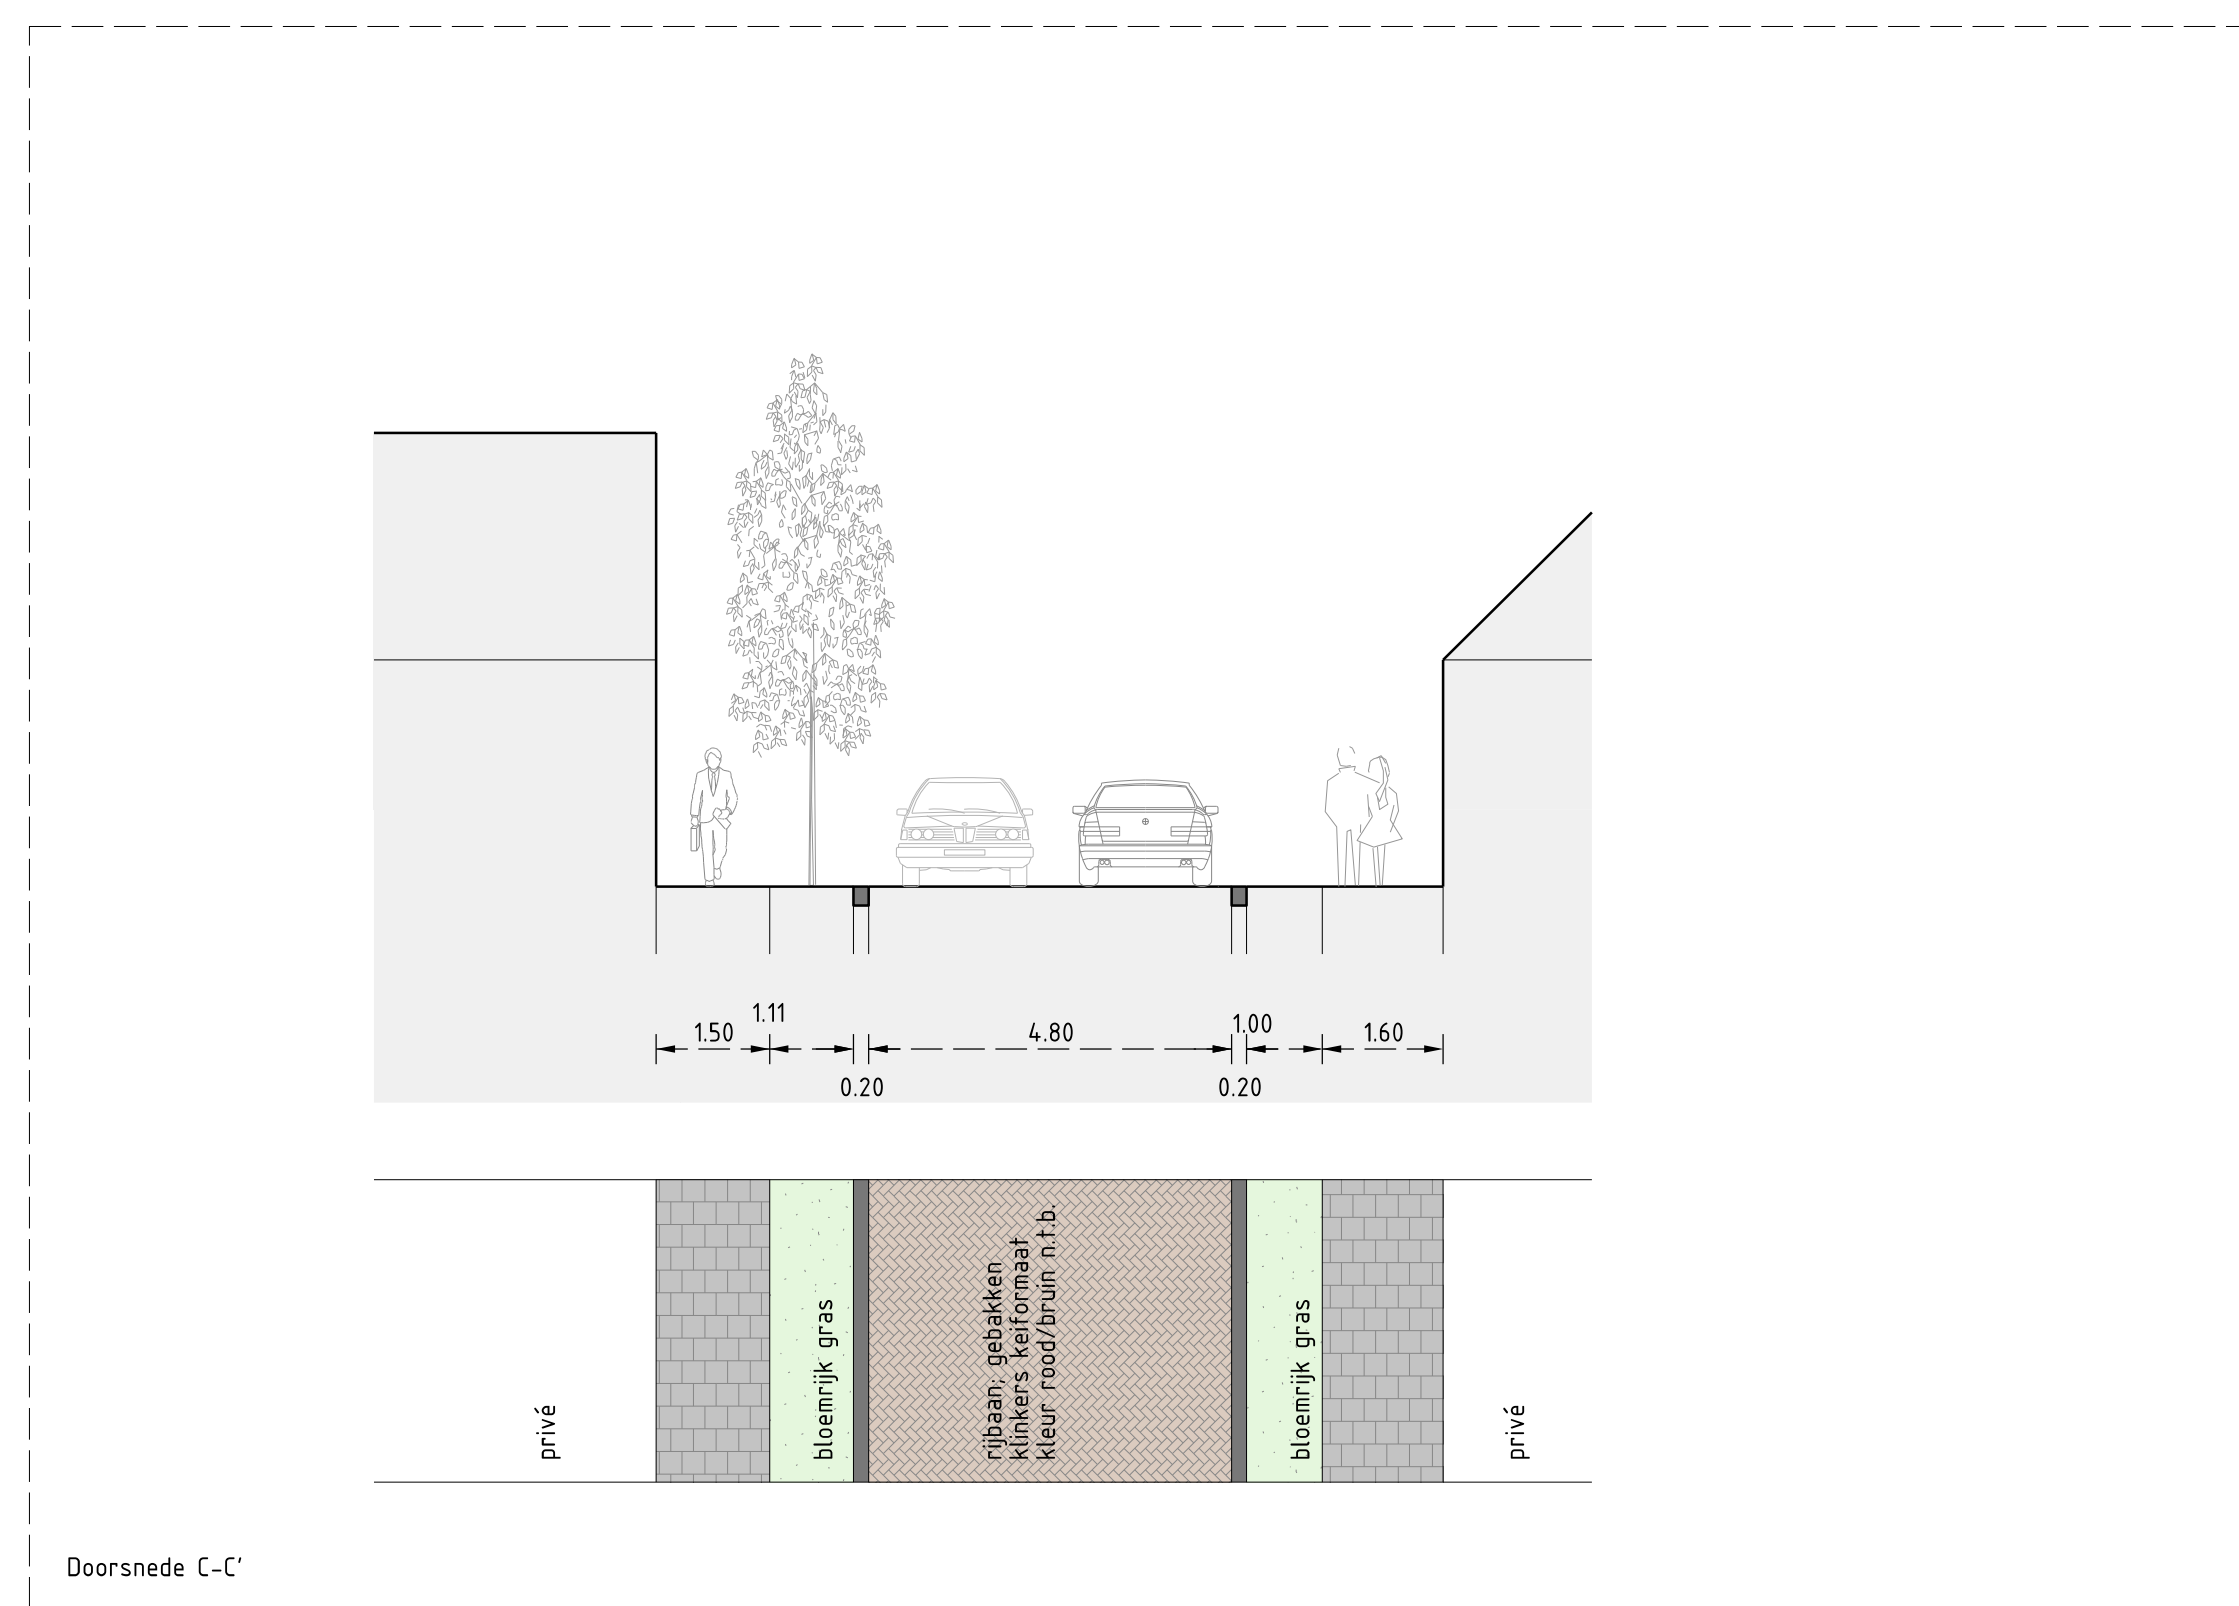 1.11
1.50
4.80
1.00
1.60
0.20
0.20
privé
bloemrijk gras
rijbaan; gebakken
klinkers keiformaat
kleur rood/bruin n.t.b.
bloemrijk gras
privé
Doorsnede C-C'